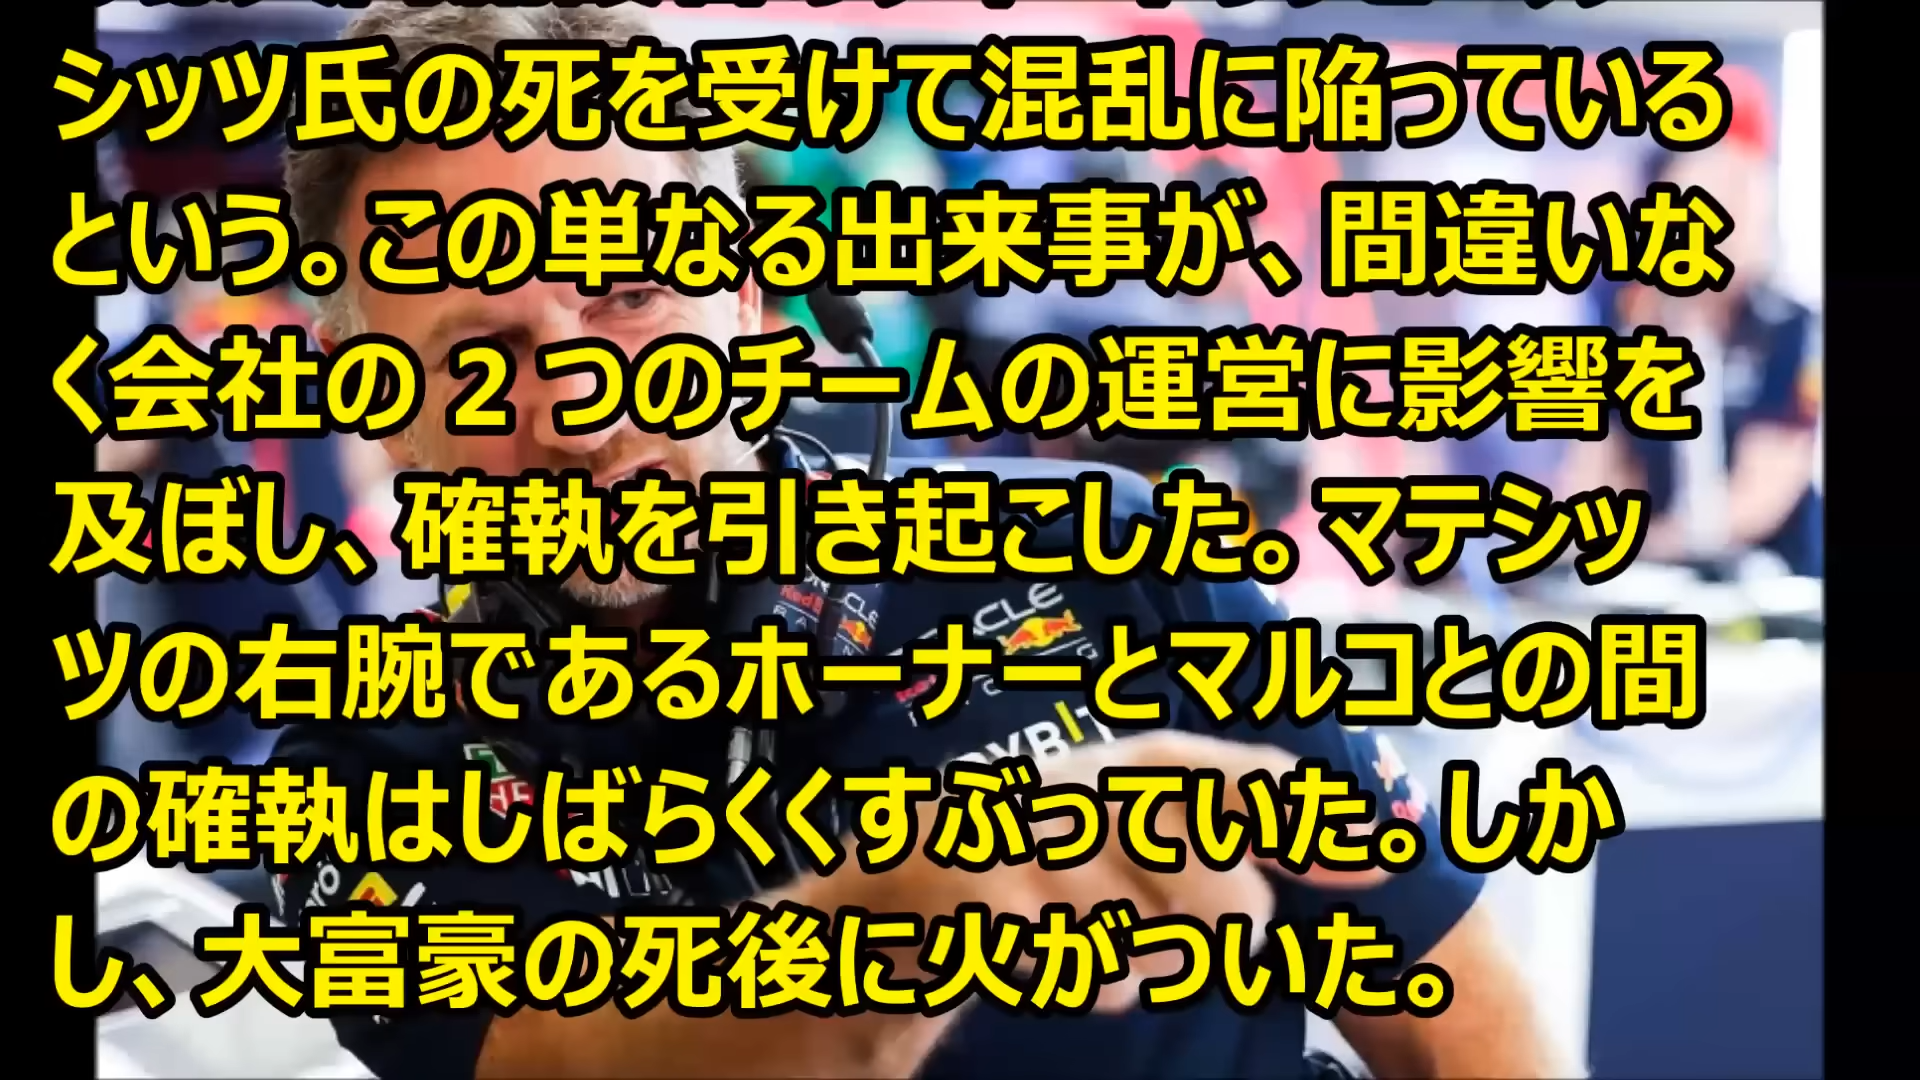 シッツ氏の死を受けて混乱に陥っている
という。この単なる出来事が、間違いな
く会社の 2 つのチームの運営に影響を
及ぼし、確執を引き起こした。マテシッ
ツの右腕であるホーナーとマルコとの間
の確執はしばらくくすぶっていた。しか
し、大富豪の死後に火がついた。